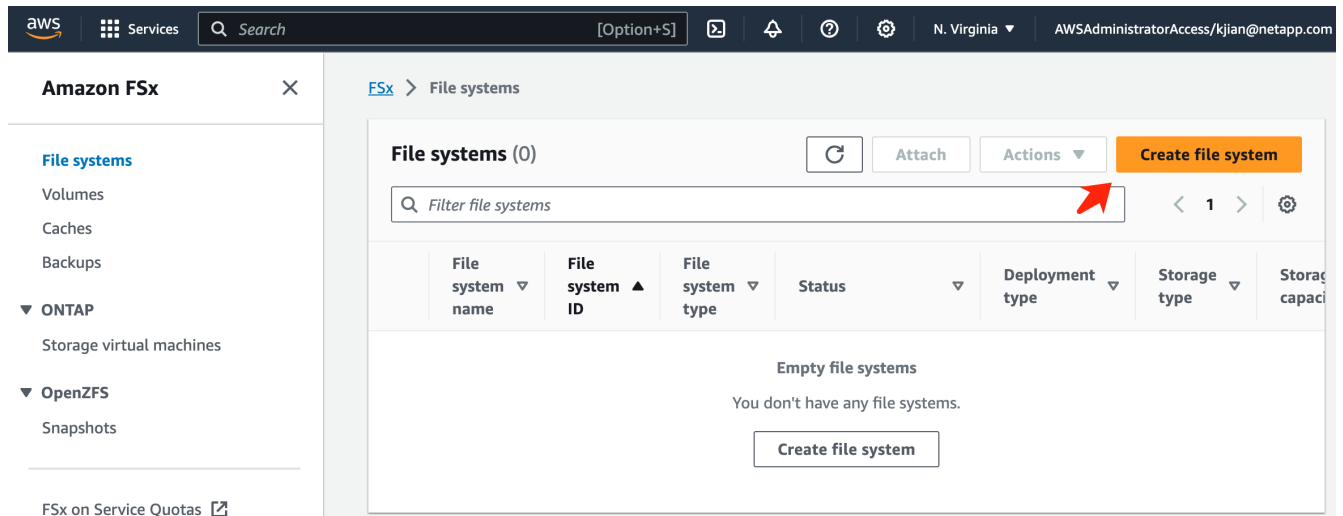 aws
Services
Search
[Option+S]
N. Virginia
AWSAdministratorAccess/kjian@netapp.com
Amazon FSx
File systems
Volumes
Caches
Backups
ONTAP
Storage virtual machines
OpenZFS
Snapshots
FSx on Service Quotas
FSx > File systems
File systems (0)
Attach
Actions
Create file system
Filter file systems
1
File system name
File system ID
File system type
Status
Deployment type
Storage type
Storag
capaci
Empty file systems
You don't have any file systems.
Create file system